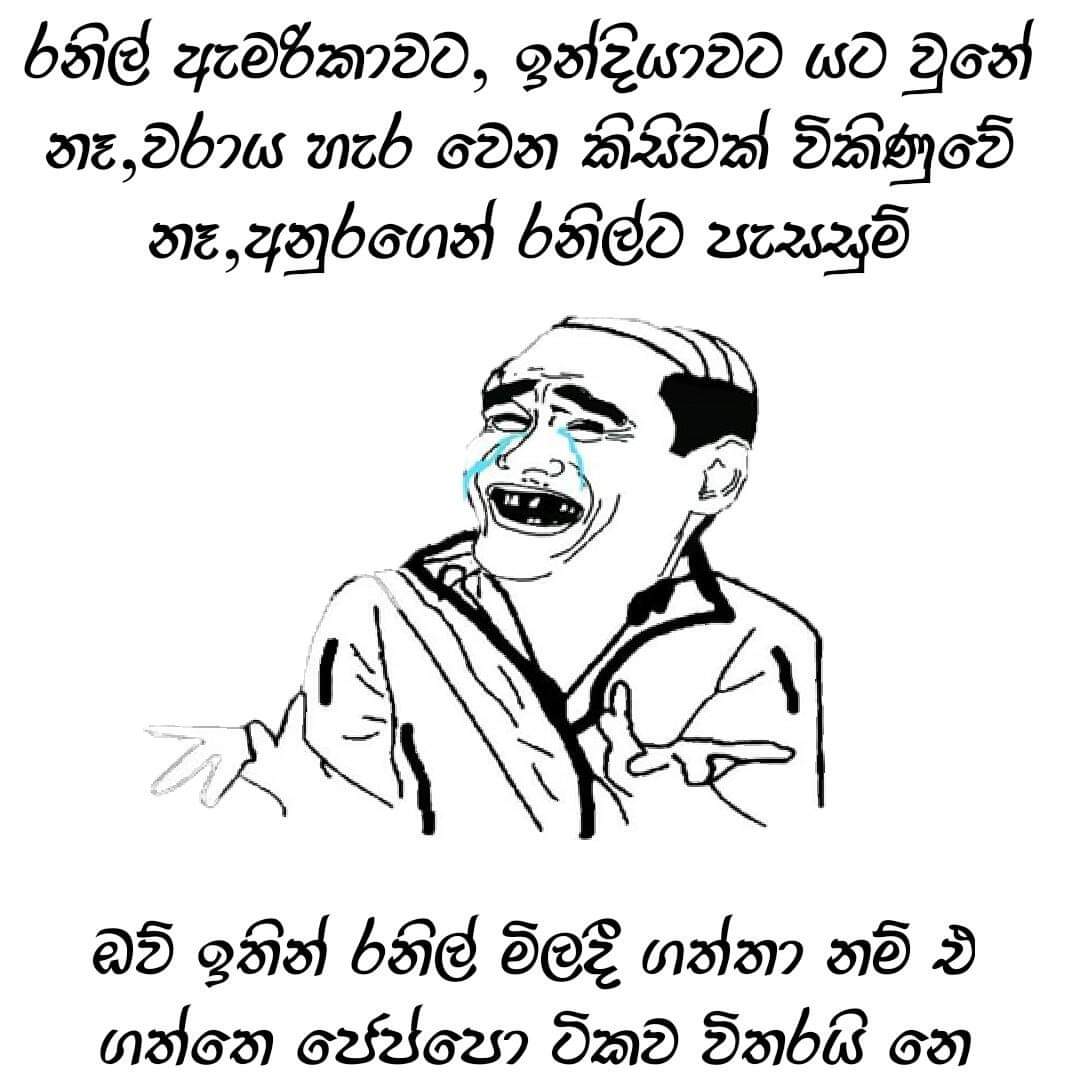 රනිල් ඇමරිකාවට, ඉන්දියාවට යට වුනේ
නෑ,වරාය හැර වෙන කිසිවක් විකිණුවේ
නෑ,අනුරගෙන් රනිල්ට පැසසුම්
ඔව් ඉතින් රනිල් මිලදී ගත්තා නම් එ
ගත්තෙ ජෙප්පො ටිකව විතරයි නෙ